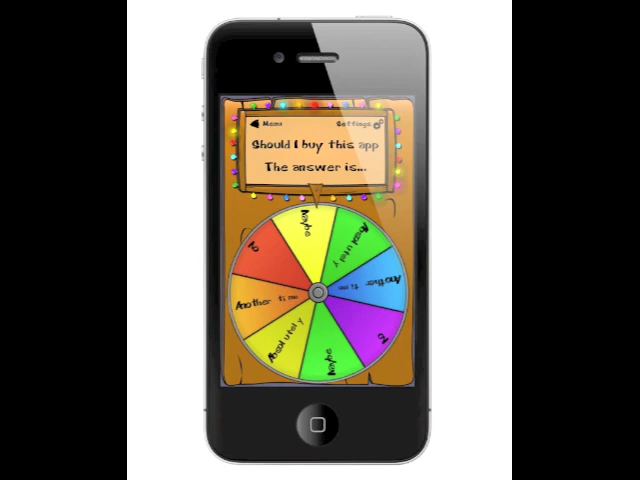 Menu
Settings
Should I buy this app
The answer is...
Maybe
Absolutely
Another time
No
Maybe
Absolutely
Another time
No